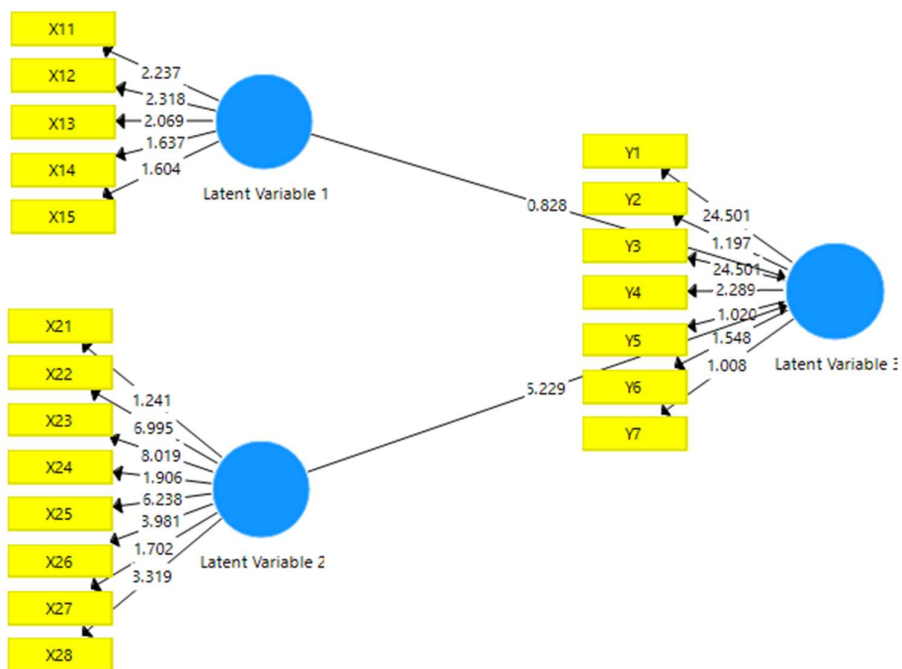 X11
X12
X13
X14
X15
2.237
2.318
2.069
1.637
1.604
Latent Variable 1
0.828
Y1
Y2
Y3
Y4
Y5
Y6
Y7
24.501
1.197
24.501
2.289
1.020
1.548
1.008
Latent Variable 3
X21
X22
X23
X24
X25
X26
X27
X28
1.241
6.995
8.019
1.906
6.238
3.981
1.702
3.319
Latent Variable 2
5.229